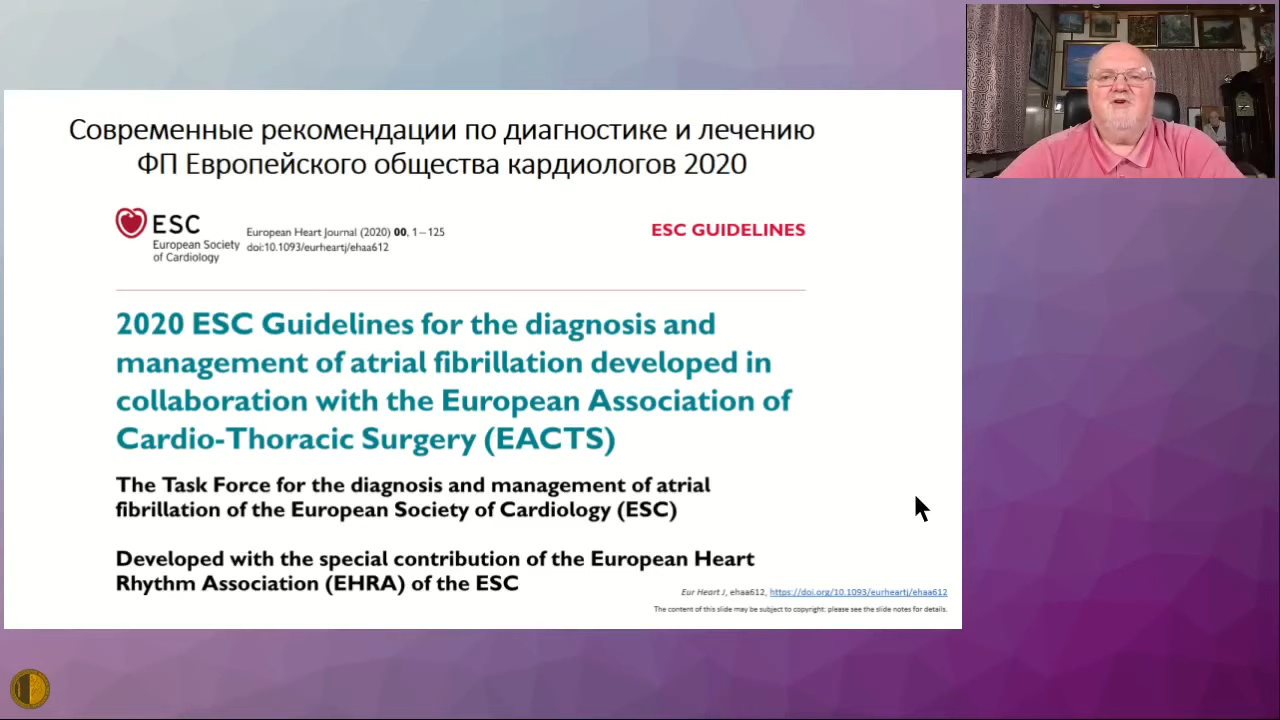 Современные рекомендации по диагностике и лечению
ФП Европейского общества кардиологов 2020
ESC
European Society
of Cardiology
European Heart Journal (2020) 00, 1–125
doi:10.1093/eurheartj/ehaa612
ESC GUIDELINES
2020 ESC Guidelines for the diagnosis and
management of atrial fibrillation developed in
collaboration with the European Association of
Cardio-Thoracic Surgery (EACTS)
The Task Force for the diagnosis and management of atrial
fibrillation of the European Society of Cardiology (ESC)
Developed with the special contribution of the European Heart
Rhythm Association (EHRA) of the ESC
Eur Heart J, ehaa612, https://doi.org/10.1093/eurheartj/ehaa612
The content of this slide may be subject to copyright: please see the slide notes for details.